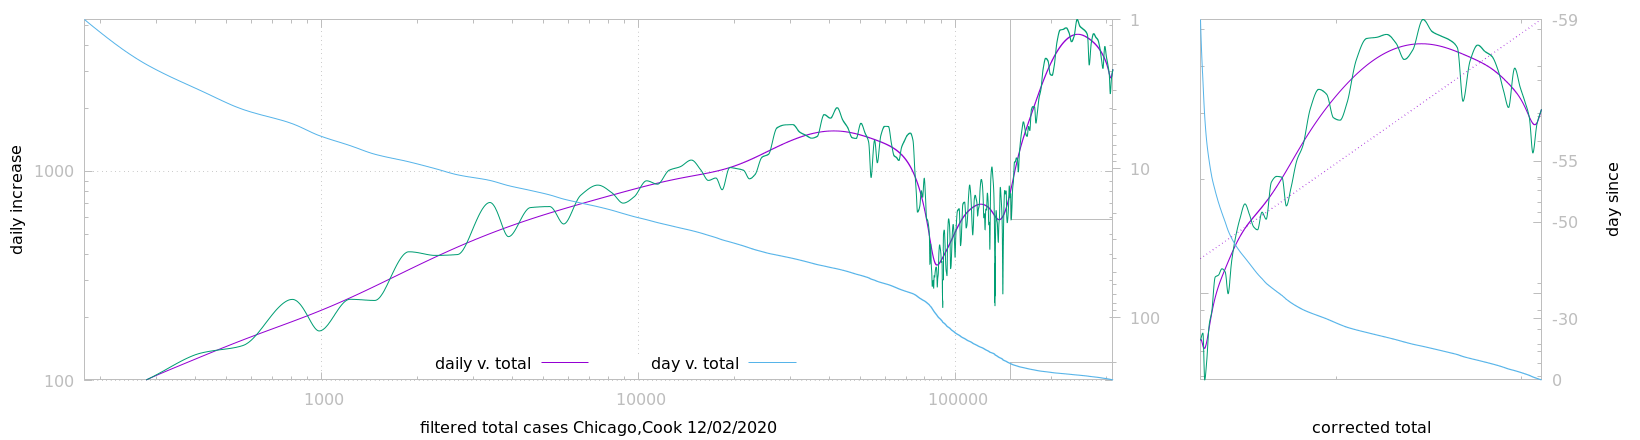 daily increase
1000
100
daily v. total
day v. total
1
10
100
1000
10000
100000
filtered total cases Chicago,Cook 12/02/2020
-59
-55
-50
-30
0
day since
corrected total